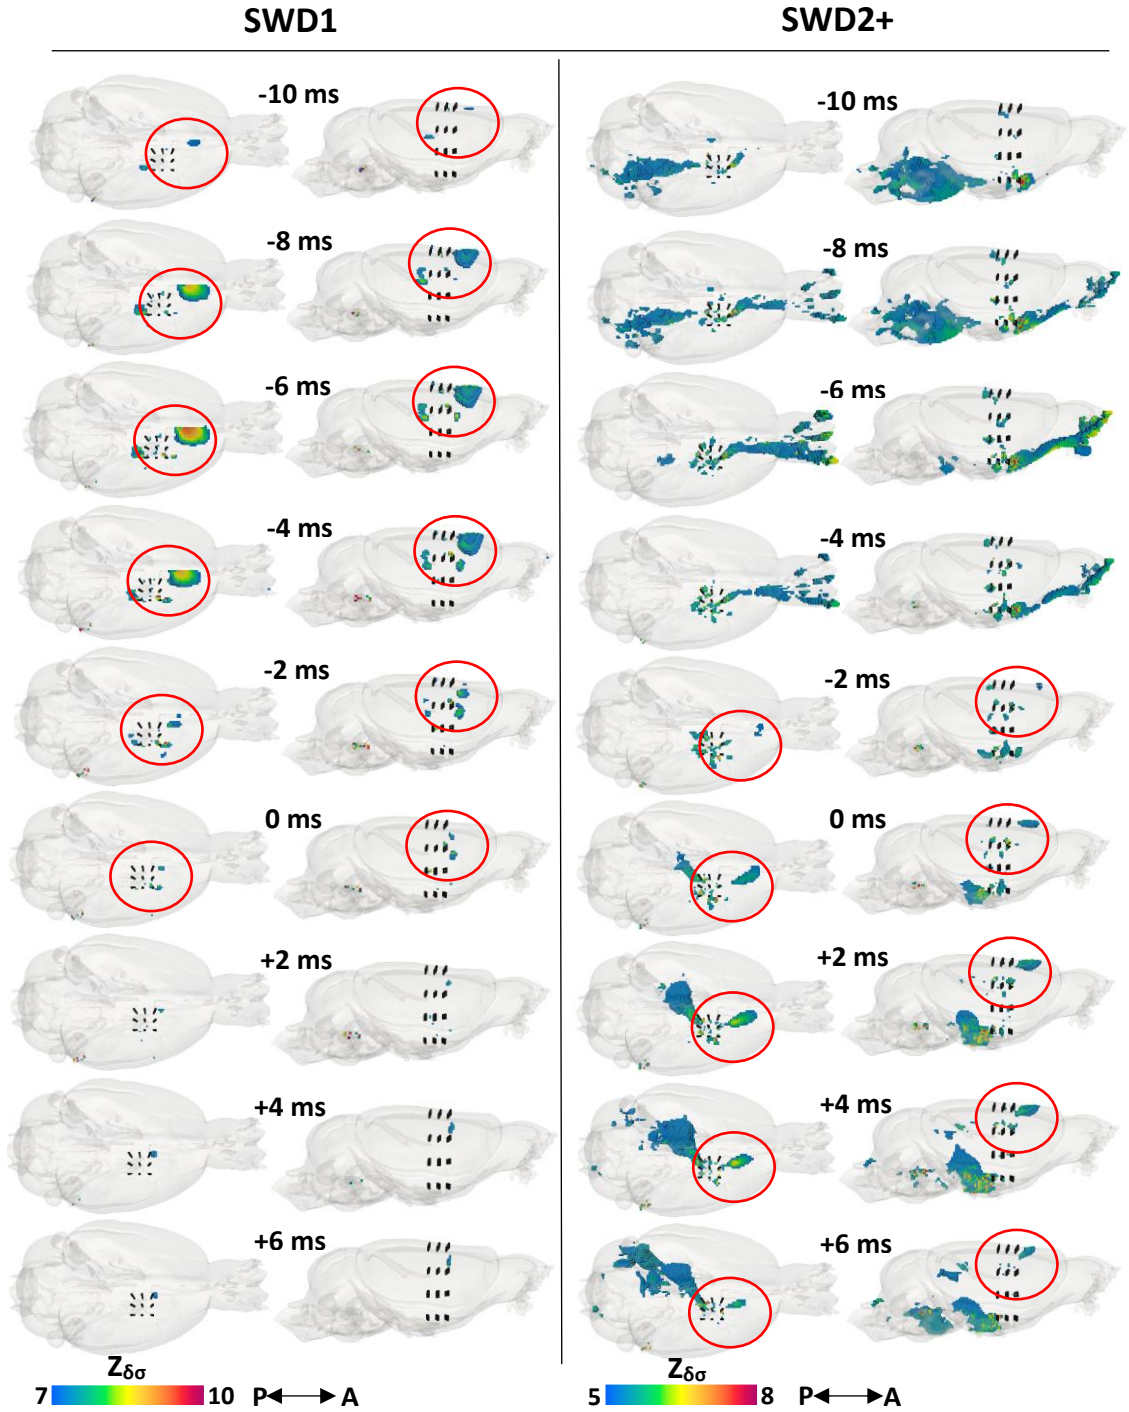 SWD1 SWD2+
-10 ms -10 ms
-8 ms -8 ms
-6 ms -6 ms
-4 ms -4 ms
-2 ms -2 ms
0 ms 0 ms
+2 ms +2 ms
+4 ms +4 ms
+6 ms +6 ms
Zδσ Zδσ
7 10 P A 5 8 P A